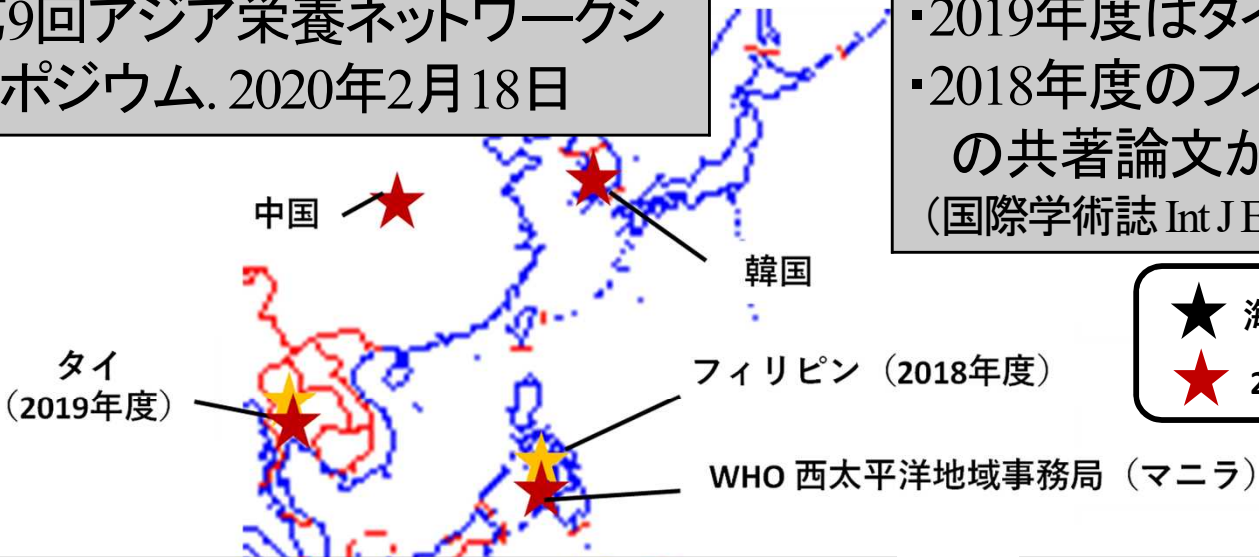 9回アジア栄養ネットワークシ
ポジウム. 2020年2月18日
・2019年度はタイ
・2018年度のフィ
の共著論文が
（国際学術誌 Int J E
中国
韓国
タイ
（2019年度）
フィリピン（2018年度）
WHO 西太平洋地域事務局（マニラ）
★
★ 2